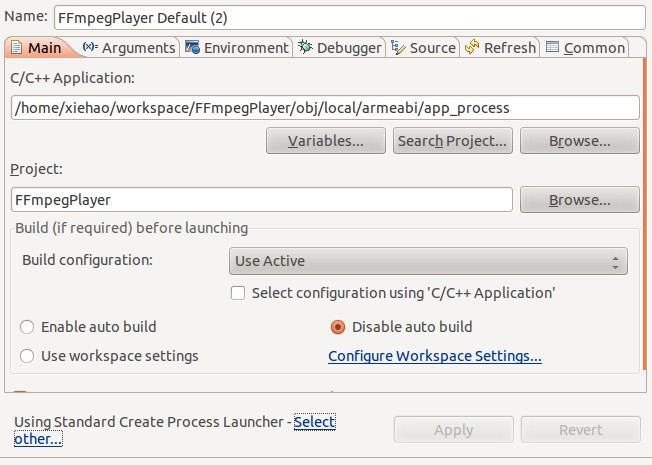 Name: FFmpegPlayer Default (2)
Main (x)= Arguments Environment Debugger Source Refresh Common
C/C++ Application:
/home/xiehao/workspace/FFmpegPlayer/obj/local/armeabi/app_process
Variables... Search Project... Browse...
Project:
FFmpegPlayer Browse...
Build (if required) before launching
Build configuration: Use Active
Select configuration using 'C/C++ Application'
Enable auto build Disable auto build
Use workspace settings Configure Workspace Settings...
Using Standard Create Process Launcher - Select
other... Apply Revert